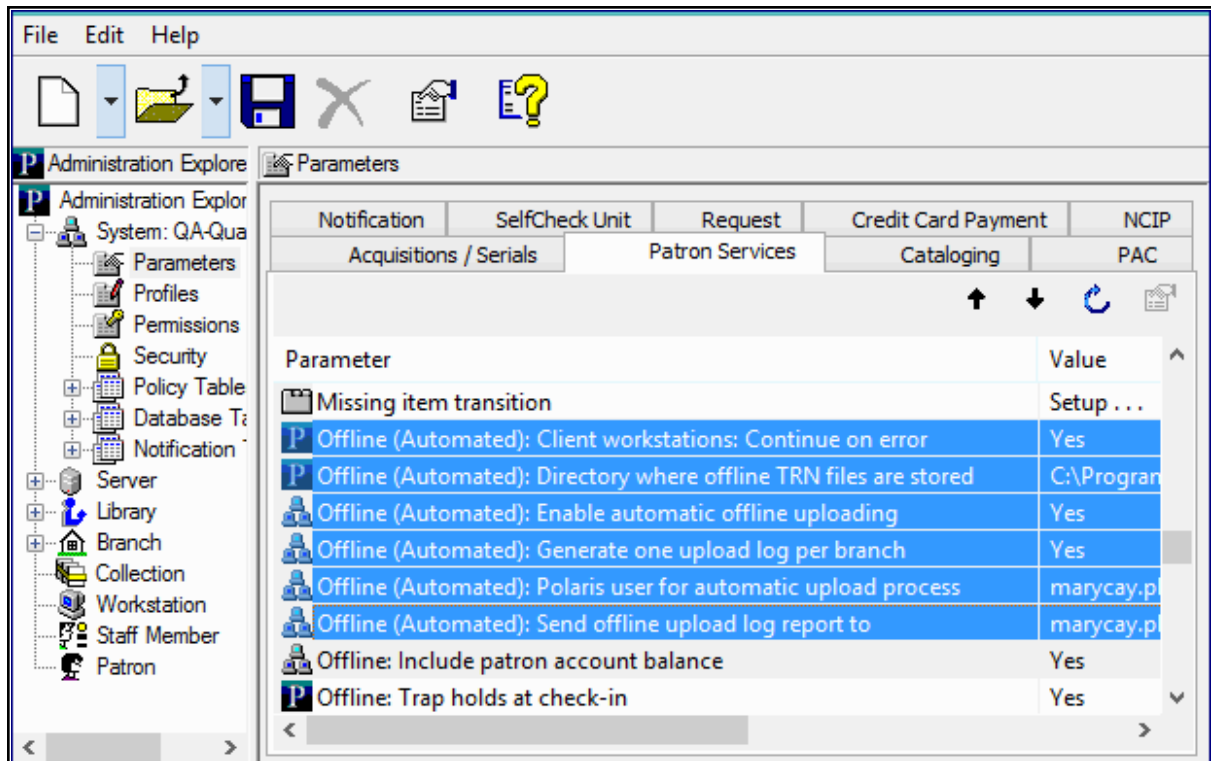 File Edit Help
Administration Explore
Parameters
Administration Explor
System: QA-Qua
Parameters
Profiles
Permissions
Security
Policy Table
Database Ta
Notification T
Server
Library
Branch
Collection
Workstation
Staff Member
Patron
Notification SelfCheck Unit Request Credit Card Payment NCIP
Acquisitions / Serials Patron Services Cataloging PAC
Parameter Value
Missing item transition Setup . . .
Offline (Automated): Client workstations: Continue on error Yes
Offline (Automated): Directory where offline TRN files are stored C:\Program
Offline (Automated): Enable automatic offline uploading Yes
Offline (Automated): Generate one upload log per branch Yes
Offline (Automated): Polaris user for automatic upload process marycay.pl
Offline (Automated): Send offline upload log report to marycay.pl
Offline: Include patron account balance Yes
Offline: Trap holds at check-in Yes